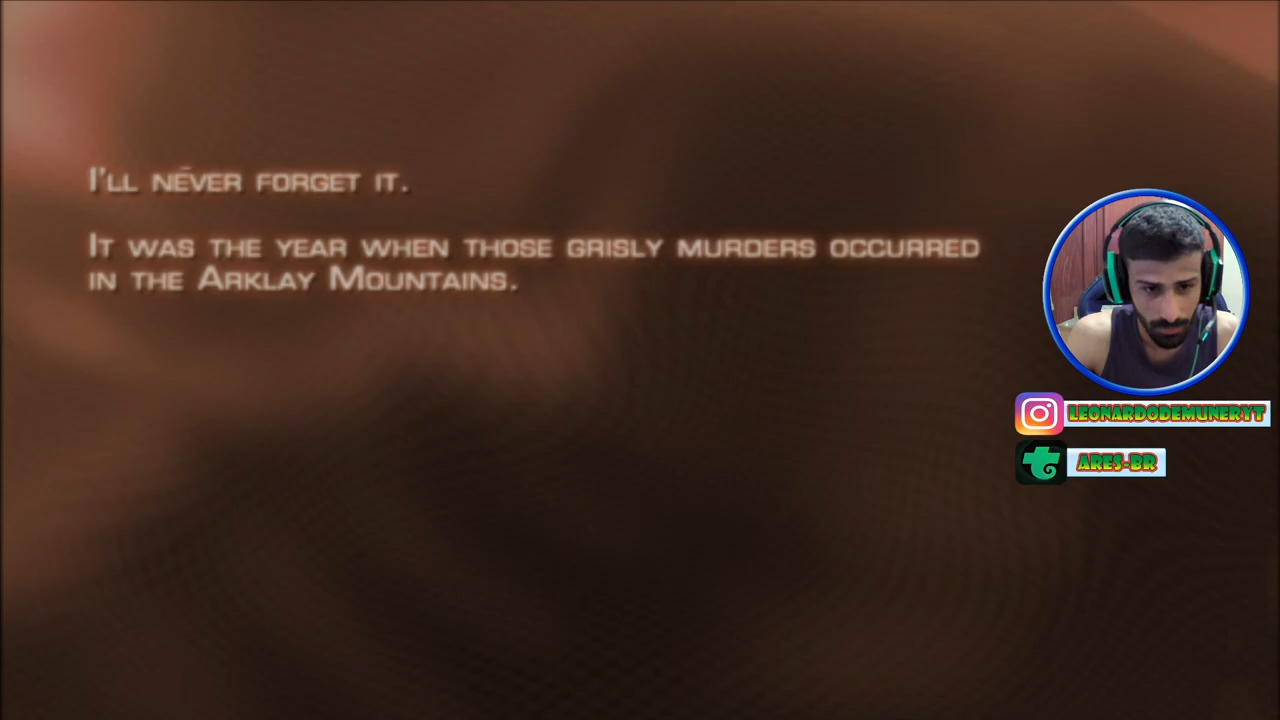 I'll never forget it.
It was the year when those grisly murders occurred
in the Arklay Mountains.
LEONARDODEMUNERYT
ARES-BR